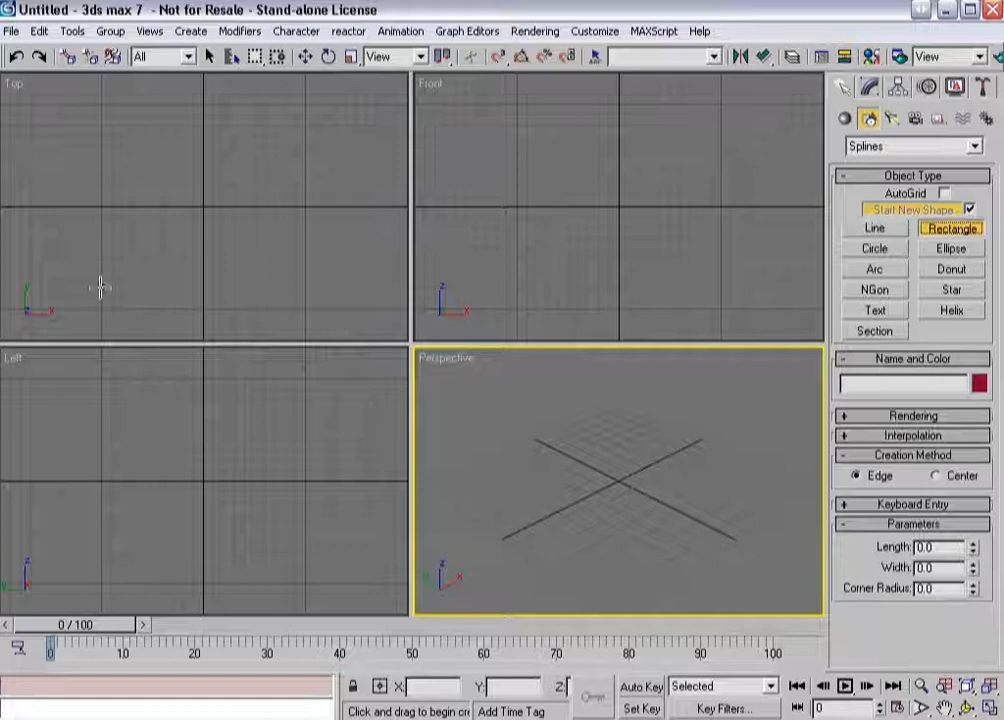 Untitled - 3ds max 7 - Not for Resale - Stand-alone License
File Edit Tools Group Views Create Modifiers Character reactor Animation Graph Editors Rendering Customize MAXScript Help
All View View
Top Front
Splines
- Object Type
AutoGrid
Start New Shape
Line Rectangle
Circle Ellipse
Arc Donut
NGon Star
Text Helix
Section
Left Perspective
- Name and Color
+ Rendering
+ Interpolation
- Creation Method
Edge Center
+ Keyboard Entry
- Parameters
Length: 0.0
Width: 0.0
Corner Radius: 0.0
< 0 / 100 >
0 10 20 30 40 50 60 70 80 90 100
X: Y: Z: Auto Key Selected
Click and drag to begin cre Add Time Tag Set Key Key Filters... 0